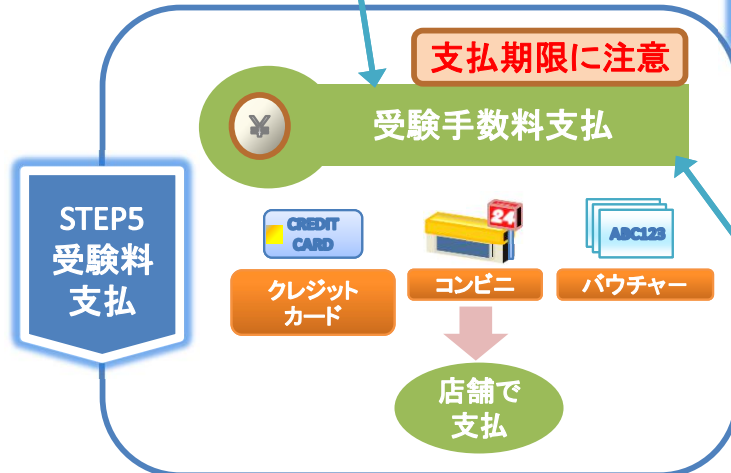 支払期限に注意
¥
受験手数料支払
STEP5
受験料
支払
CREDIT
CARD
24
ABC123
クレジット
カード
コンビニ
バウチャー
店舗で
支払